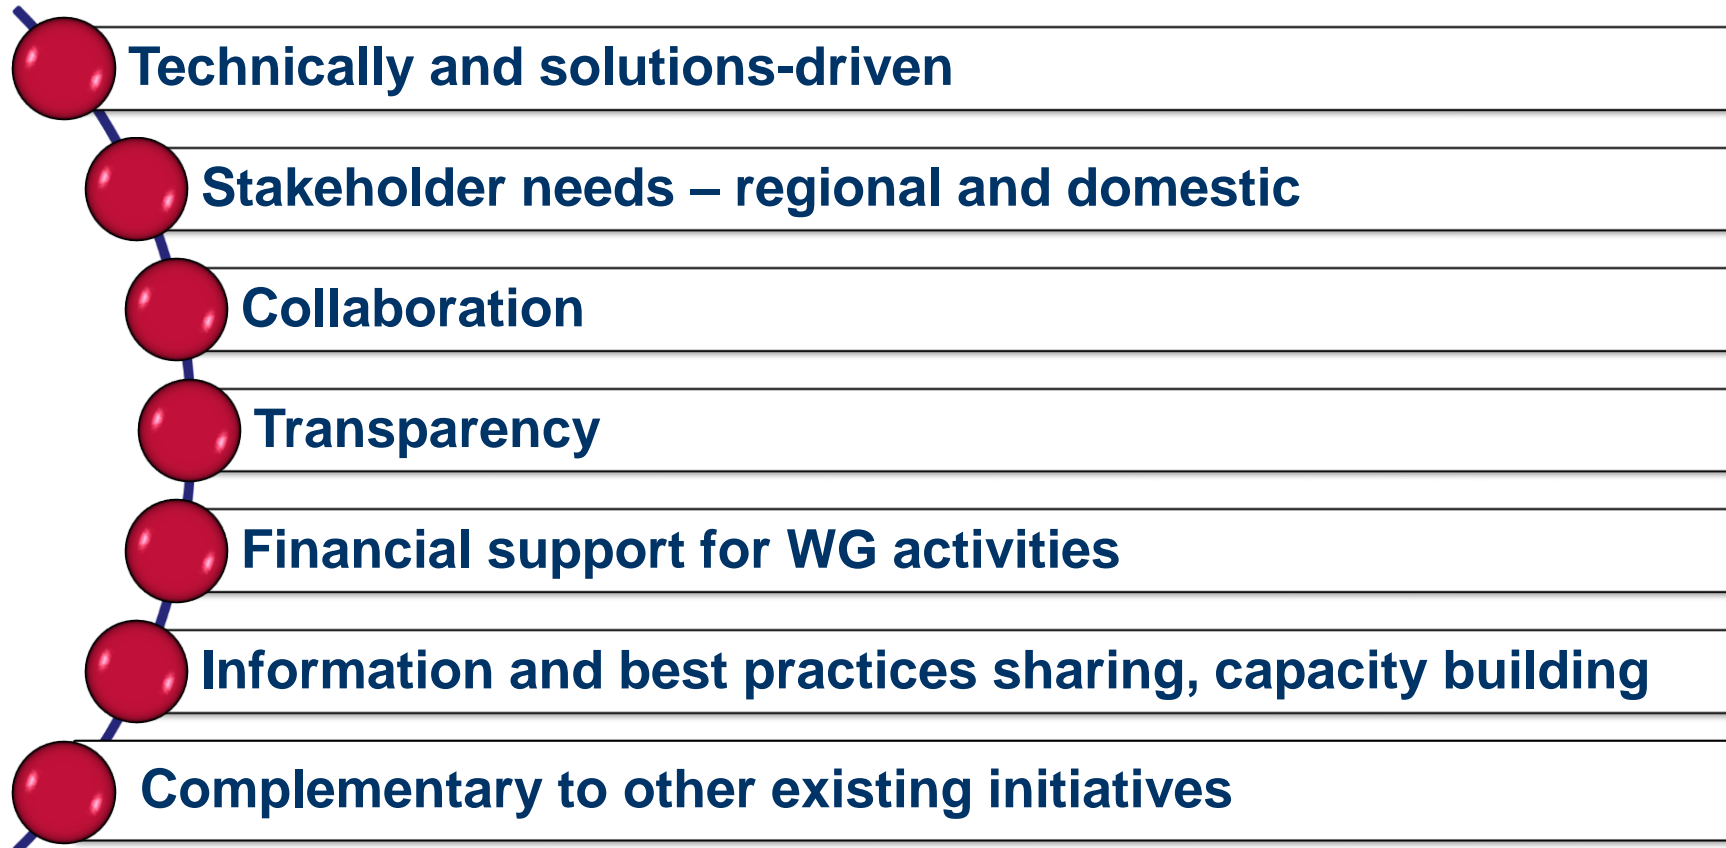 Technically and solutions-driven
Stakeholder needs – regional and domestic
Collaboration
Transparency
Financial support for WG activities
Information and best practices sharing, capacity building
Complementary to other existing initiatives